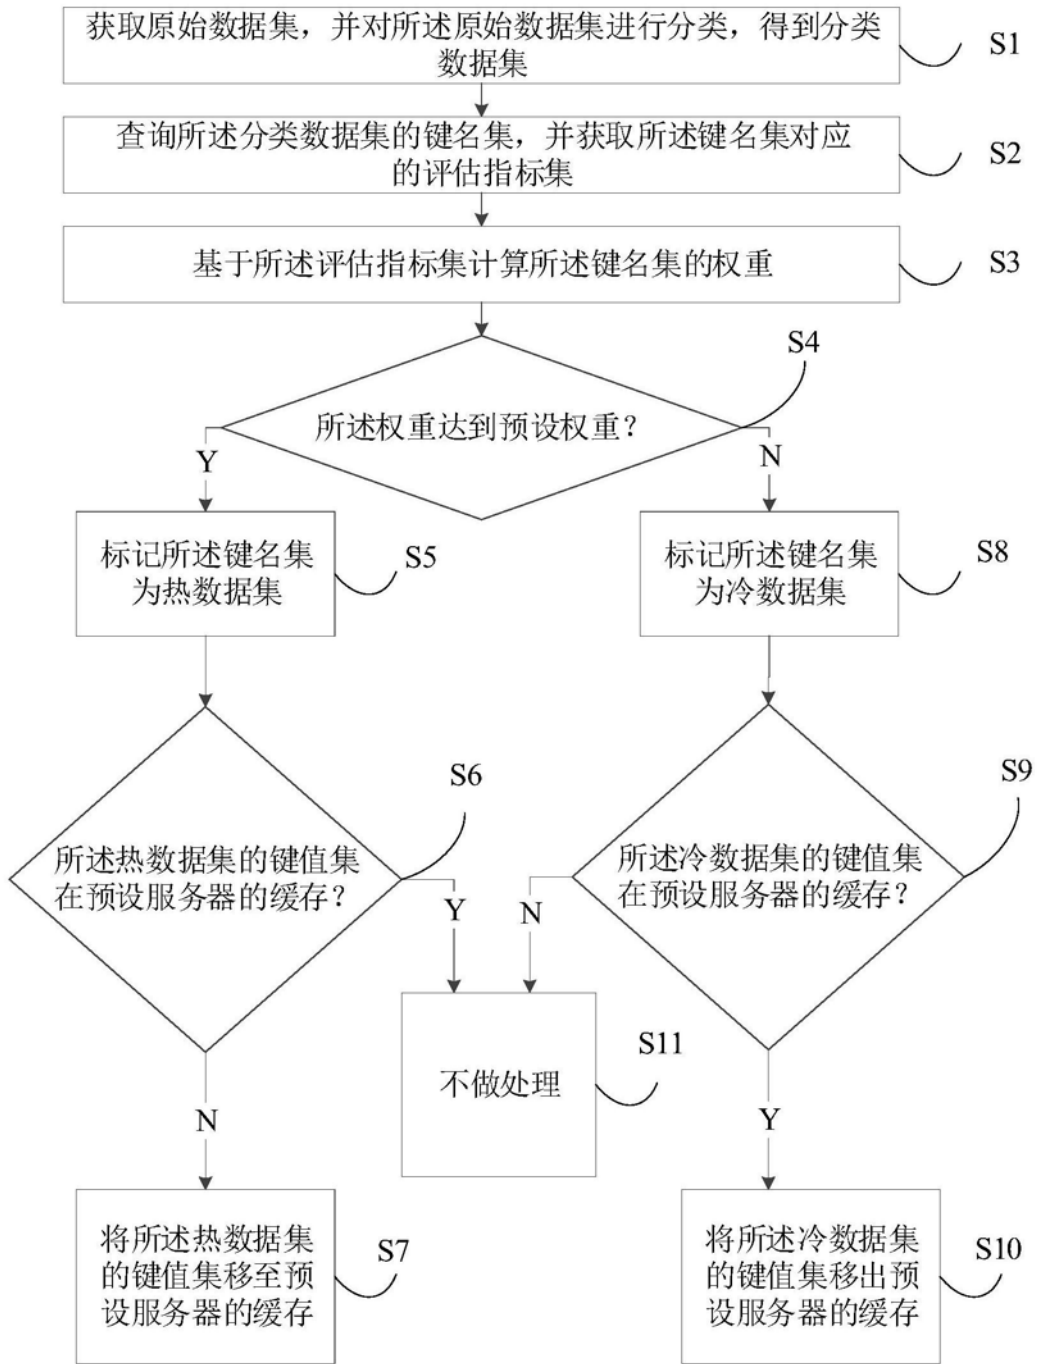 获取原始数据集，并对所述原始数据集进行分类，得到分类
数据集
S1
查询所述分类数据集的键名集，并获取所述键名集对应
的评估指标集
S2
基于所述评估指标集计算所述键名集的权重
S3
S4
所述权重达到预设权重？
Y
N
标记所述键名集
为热数据集
S5
标记所述键名集
为冷数据集
S8
S6
所述热数据集的键值集
在预设服务器的缓存？
S9
所述冷数据集的键值集
在预设服务器的缓存？
Y
N
不做处理
S11
N
Y
将所述热数据集
的键值集移至预
设服务器的缓存
S7
将所述冷数据集
的键值集移出预
设服务器的缓存
S10